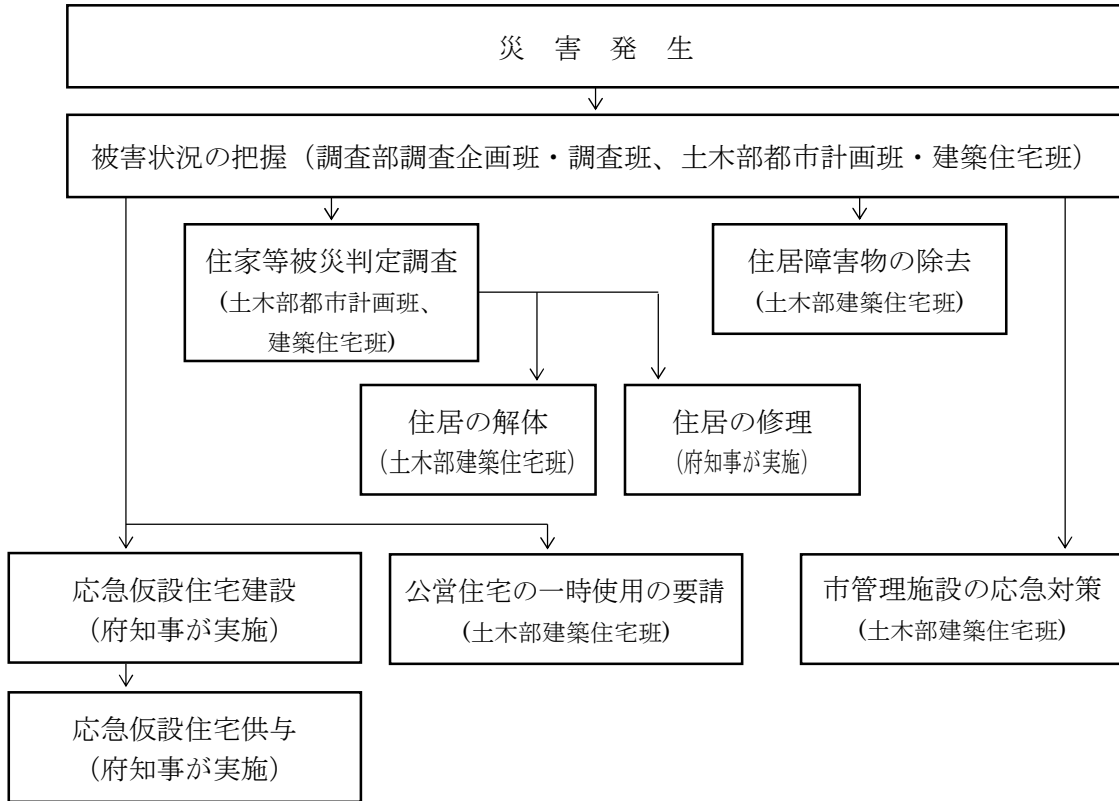 災　害　発　生
被害状況の把握（調査部調査企画班・調査班、土木部都市計画班・建築住宅班）
住家等被災判定調査
(土木部都市計画班、
建築住宅班)
住居障害物の除去
(土木部建築住宅班)
住居の解体
(土木部建築住宅班)
住居の修理
(府知事が実施)
応急仮設住宅建設
（府知事が実施）
公営住宅の一時使用の要請
(土木部建築住宅班)
市管理施設の応急対策
(土木部建築住宅班)
応急仮設住宅供与
（府知事が実施）